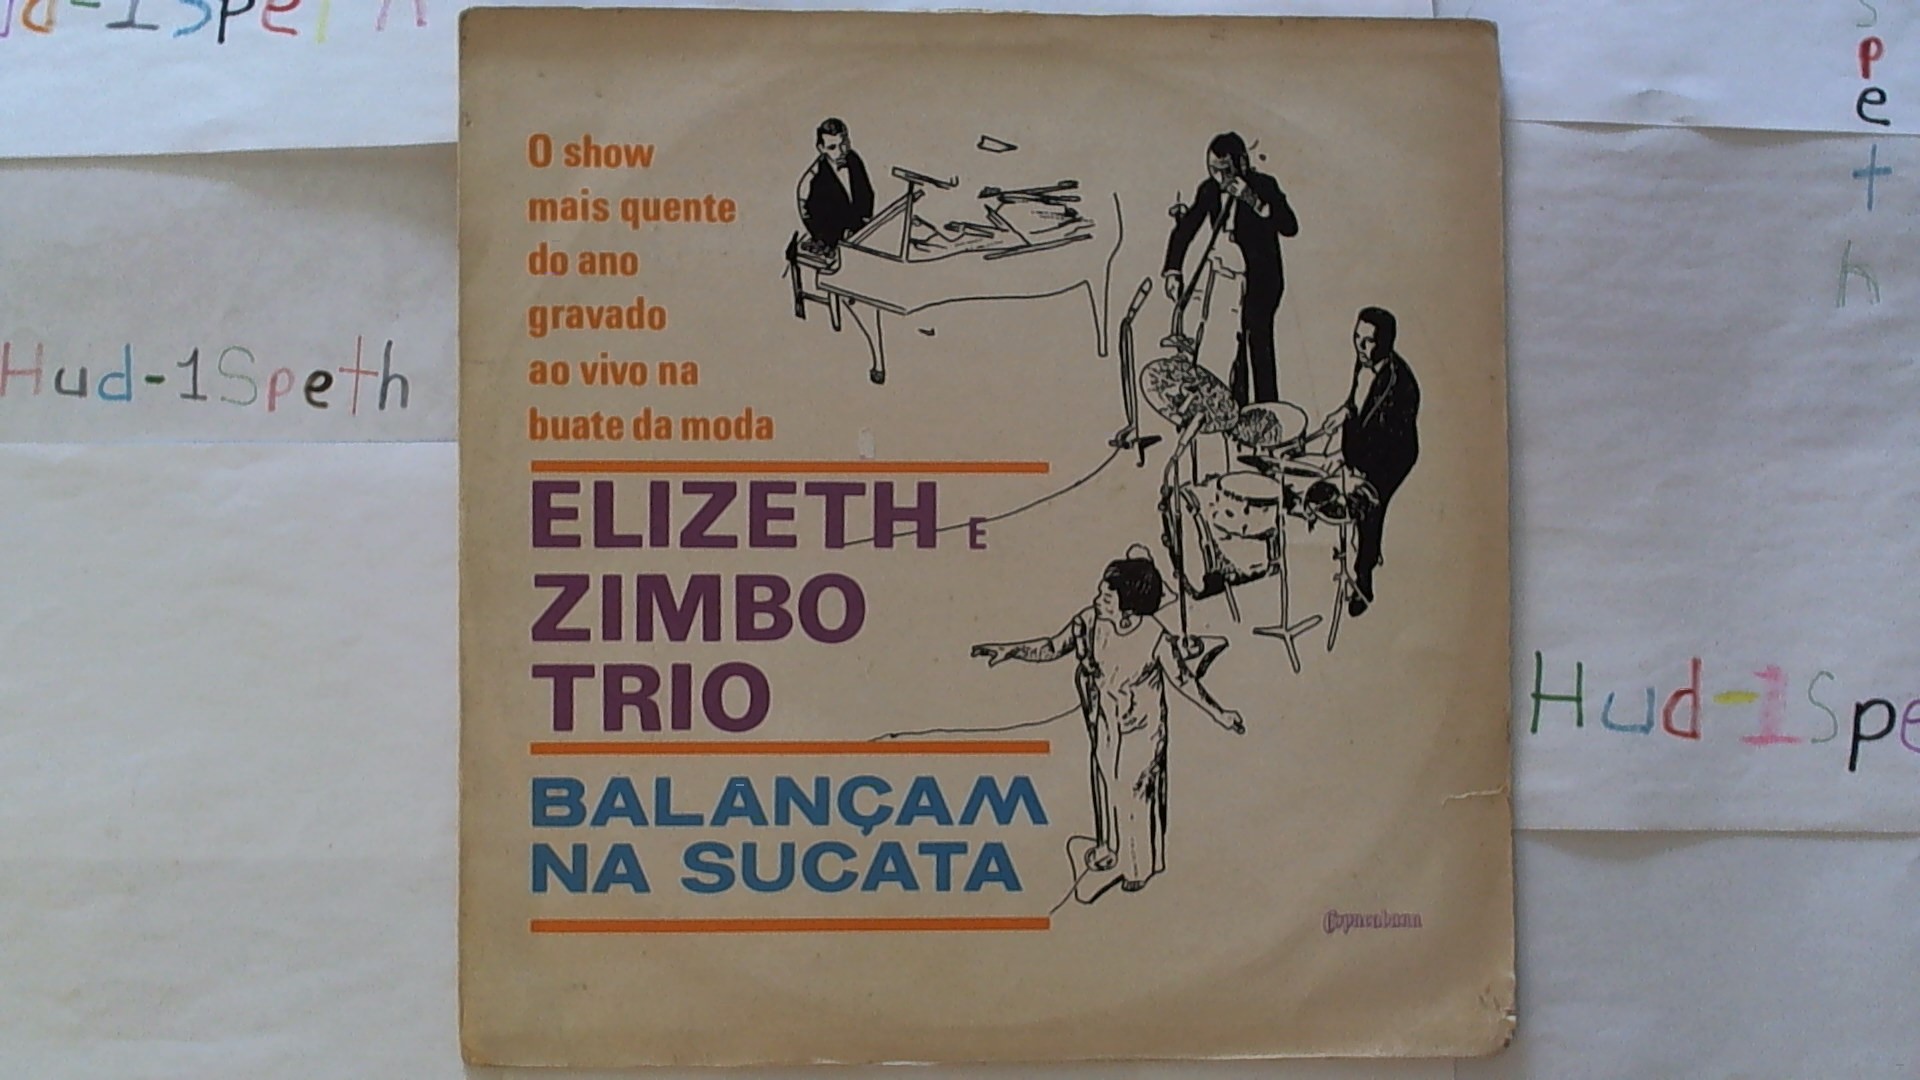 Hud-1Speth
O show
mais quente
do ano
gravado
ao vivo na
buate da moda
ELIZETH E
ZIMBO
TRIO
BALANÇAM
NA SUCATA
Copacabana
Hud-1Spe
Speth